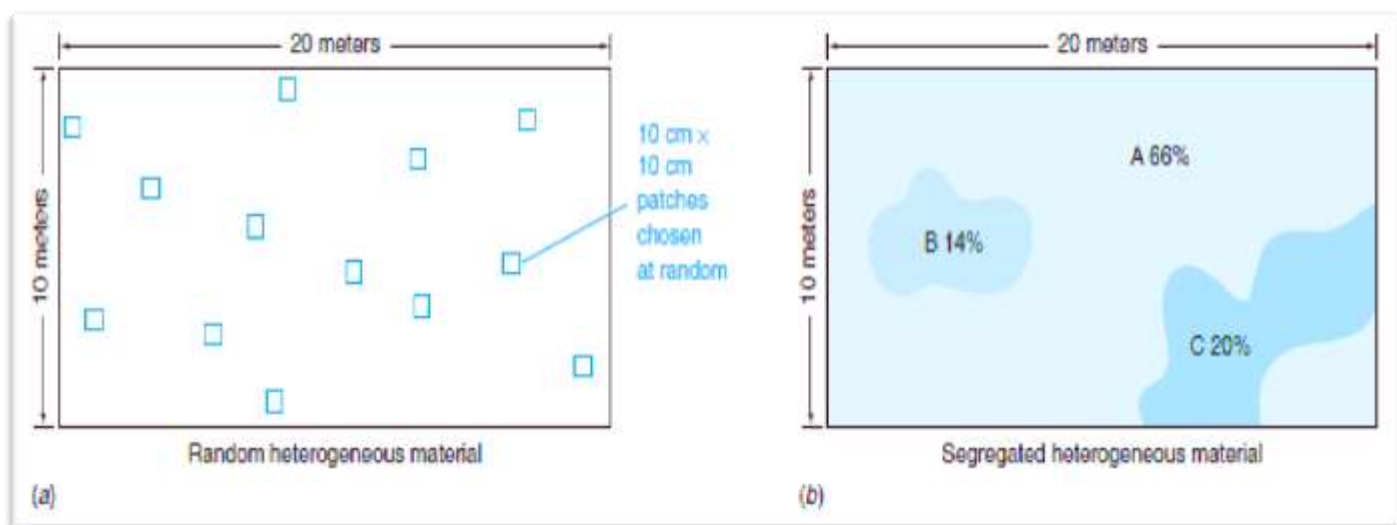 20 meters
10 meters
10 cm ×
10 cm
patches
chosen
at random
Random heterogeneous material
(a)
20 meters
10 meters
A 66%
B 14%
C 20%
Segregated heterogeneous material
(b)